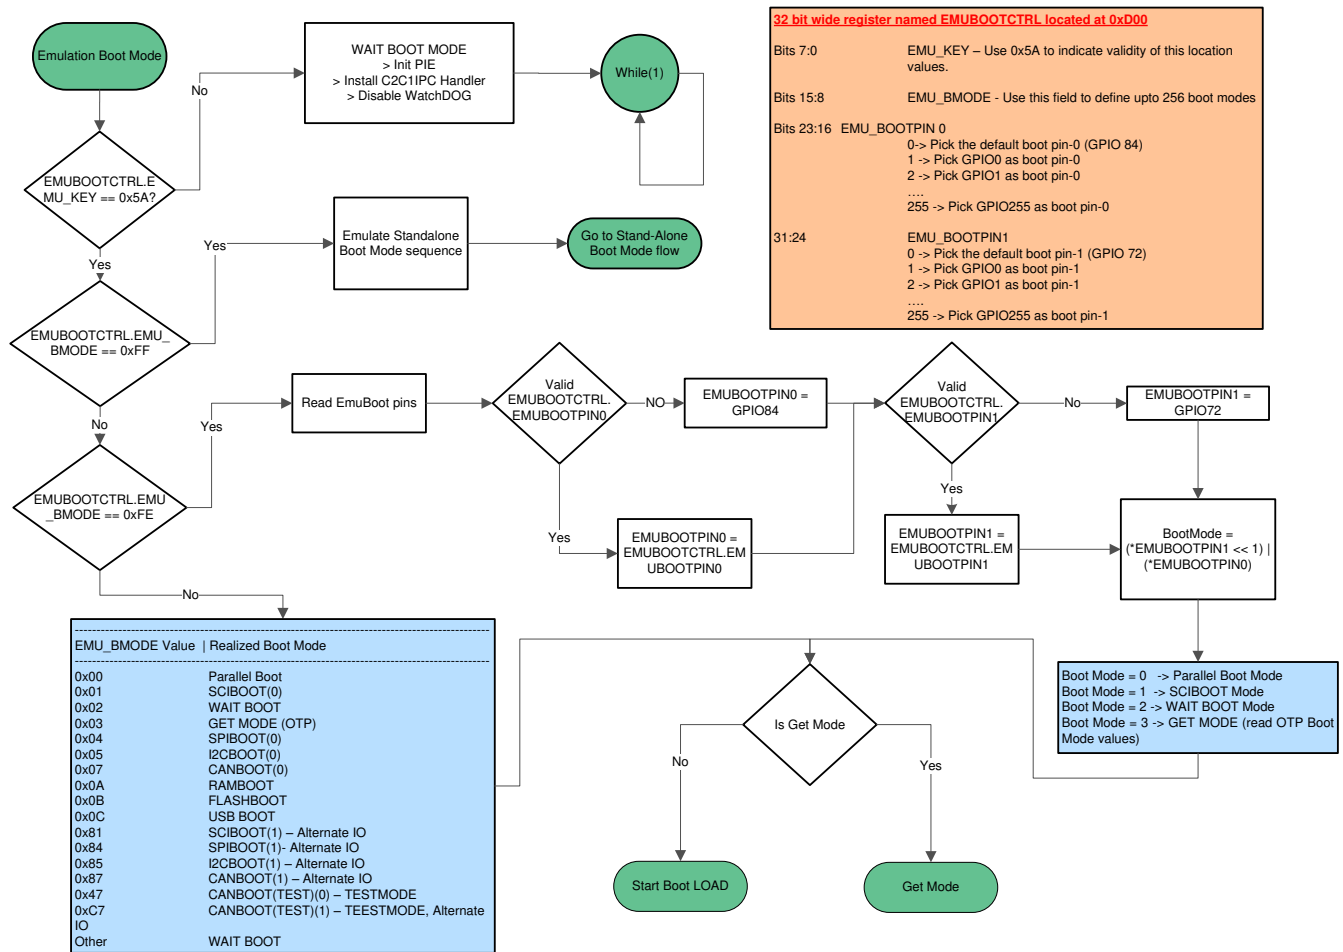 Emulation Boot Mode
No
WAIT BOOT MODE
> Init PIE
> Install C2C1IPC Handler
> Disable WatchDOG
While(1)
32 bit wide register named EMUBOOTCTRL located at 0xD00
Bits 7:0 EMU_KEY – Use 0x5A to indicate validity of this location
values.
Bits 15:8 EMU_BMODE - Use this field to define upto 256 boot modes
Bits 23:16 EMU_BOOTPIN 0
0-> Pick the default boot pin-0 (GPIO 84)
1 -> Pick GPIO0 as boot pin-0
2 -> Pick GPIO1 as boot pin-0
....
255 -> Pick GPIO255 as boot pin-0
31:24 EMU_BOOTPIN1
0 -> Pick the default boot pin-1 (GPIO 72)
1 -> Pick GPIO0 as boot pin-1
2 -> Pick GPIO1 as boot pin-1
....
255 -> Pick GPIO255 as boot pin-1
EMUBOOTCTRL.E
MU_KEY == 0x5A?
Yes
Yes
Emulate Standalone
Boot Mode sequence
Go to Stand-Alone
Boot Mode flow
EMUBOOTCTRL.EMU_
BMODE == 0xFF
No
Yes
Read EmuBoot pins
Valid
EMUBOOTCTRL.
EMUBOOTPIN0
NO
EMUBOOTPIN0 =
GPIO84
Valid
EMUBOOTCTRL.
EMUBOOTPIN1
No
EMUBOOTPIN1 =
GPIO72
EMUBOOTCTRL.EMU
_BMODE == 0xFE
Yes
EMUBOOTPIN0 =
EMUBOOTCTRL.EM
UBOOTPIN0
Yes
EMUBOOTPIN1 =
EMUBOOTCTRL.EM
UBOOTPIN1
BootMode =
(*EMUBOOTPIN1 << 1) |
(*EMUBOOTPIN0)
No
--------------------------------------------------------------------------------
EMU_BMODE Value | Realized Boot Mode
--------------------------------------------------------------------------------
0x00 Parallel Boot
0x01 SCIBOOT(0)
0x02 WAIT BOOT
0x03 GET MODE (OTP)
0x04 SPIBOOT(0)
0x05 I2CBOOT(0)
0x07 CANBOOT(0)
0x0A RAMBOOT
0x0B FLASHBOOT
0x0C USB BOOT
0x81 SCIBOOT(1) – Alternate IO
0x84 SPIBOOT(1)- Alternate IO
0x85 I2CBOOT(1) – Alternate IO
0x87 CANBOOT(1) – Alternate IO
0x47 CANBOOT(TEST)(0) – TESTMODE
0xC7 CANBOOT(TEST)(1) – TEESTMODE, Alternate
IO
Other WAIT BOOT
Boot Mode = 0 -> Parallel Boot Mode
Boot Mode = 1 -> SCIBOOT Mode
Boot Mode = 2 -> WAIT BOOT Mode
Boot Mode = 3 -> GET MODE (read OTP Boot
Mode values)
Is Get Mode
No
Yes
Start Boot LOAD
Get Mode